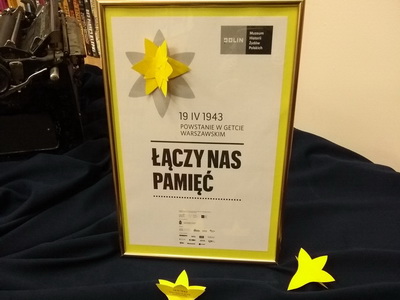 POLIN
Muzeum
Historii
Żydów
Polskich
19 IV 1943
POWSTANIE W GETCIE
WARSZAWSKIM
ŁĄCZY NAS
PAMIĘĆ